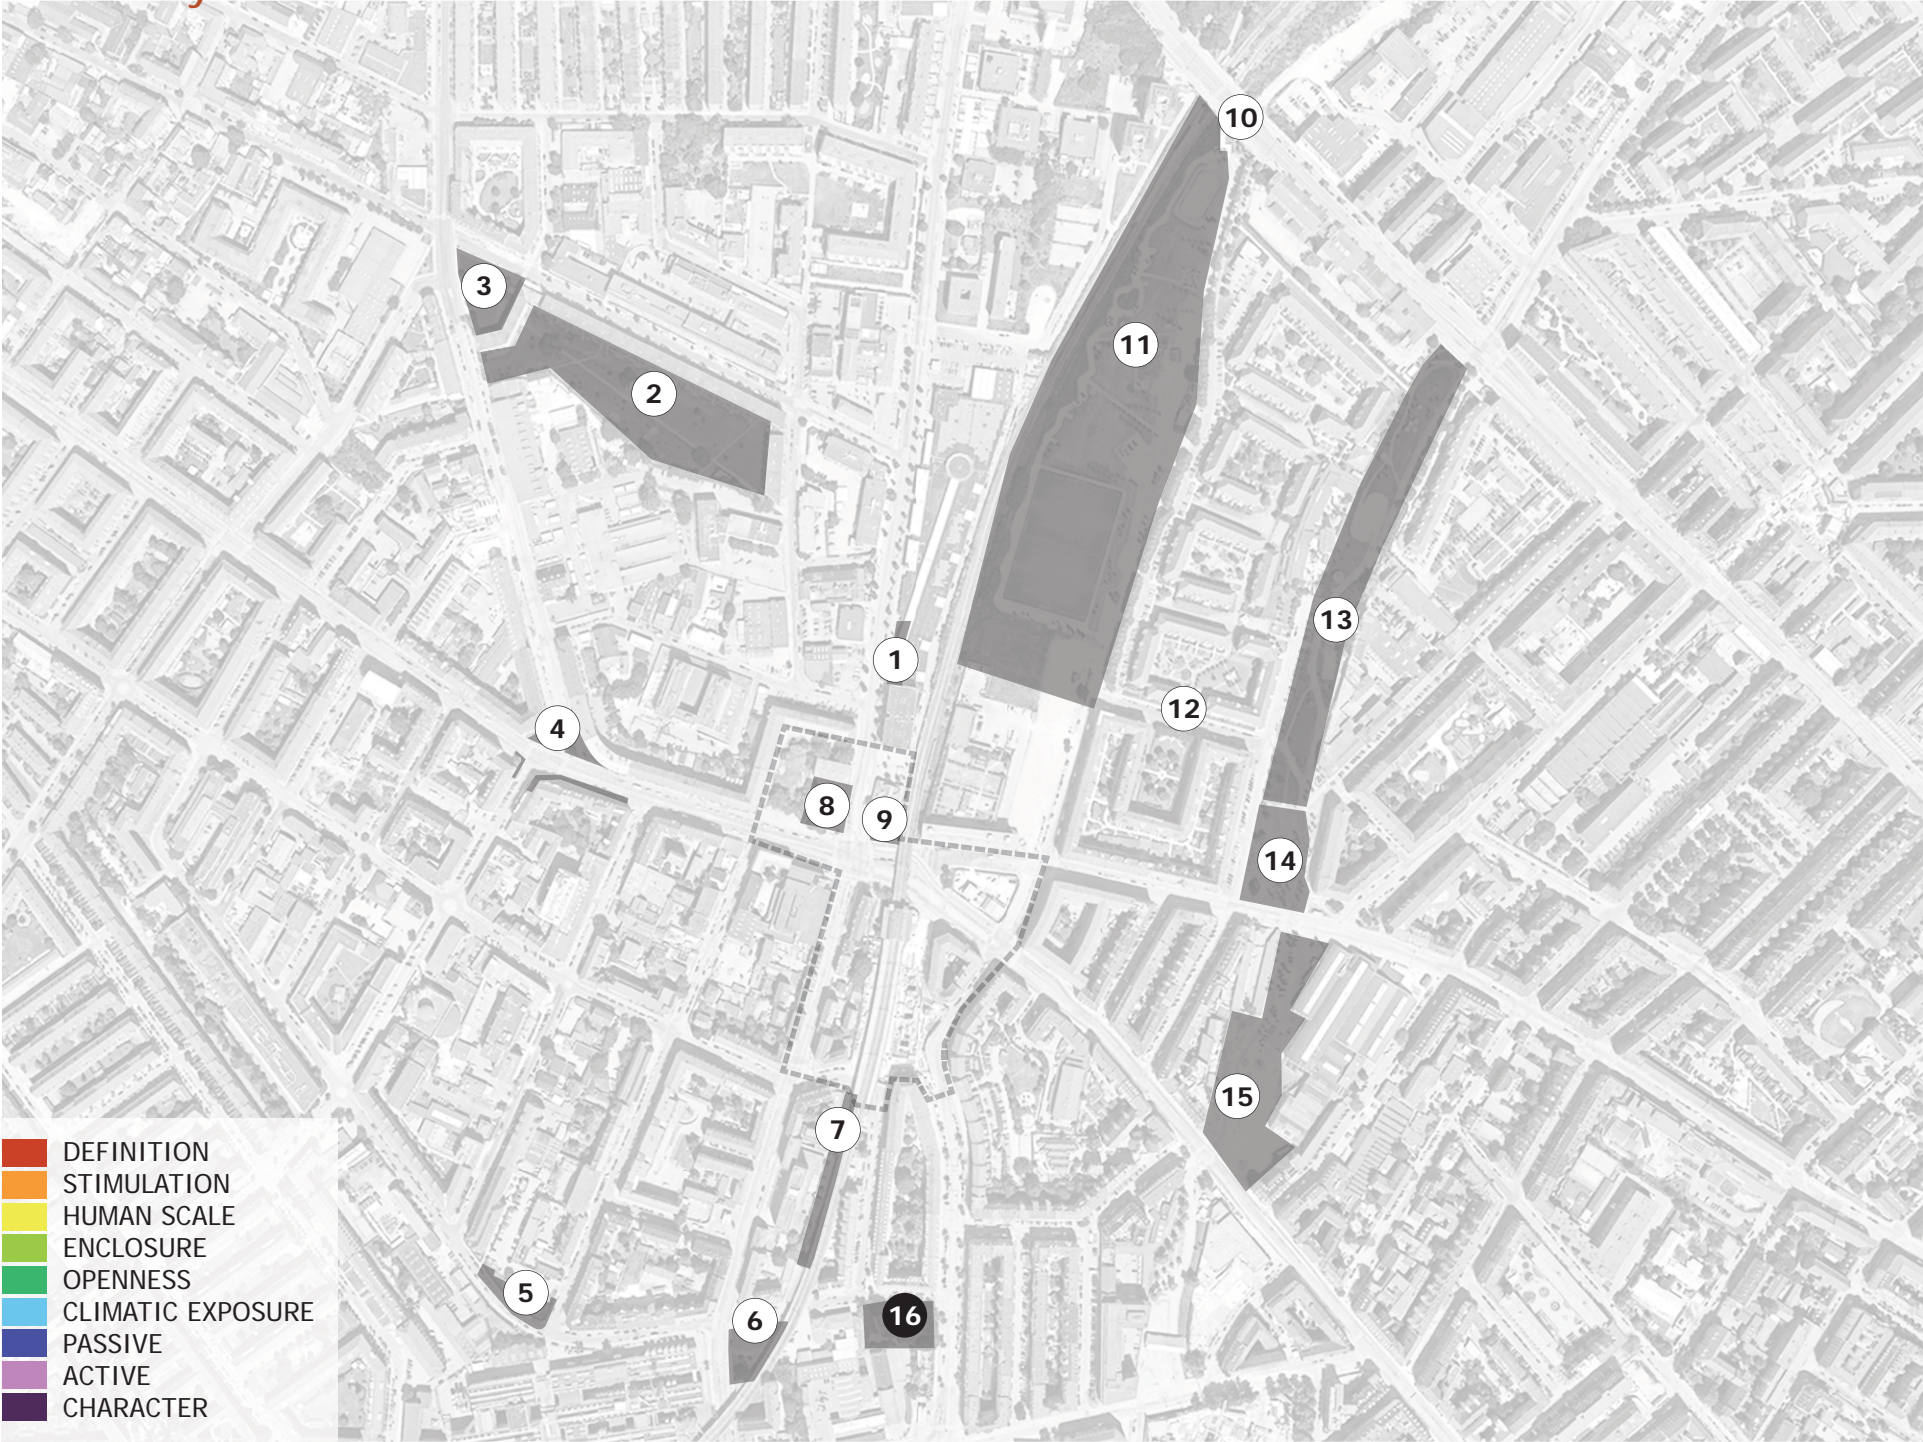 10
3
11
2
13
1
12
4
8
9
14
15
7
5
6
16
DEFINITION
STIMULATION
HUMAN SCALE
ENCLOSURE
OPENNESS
CLIMATIC EXPOSURE
PASSIVE
ACTIVE
CHARACTER